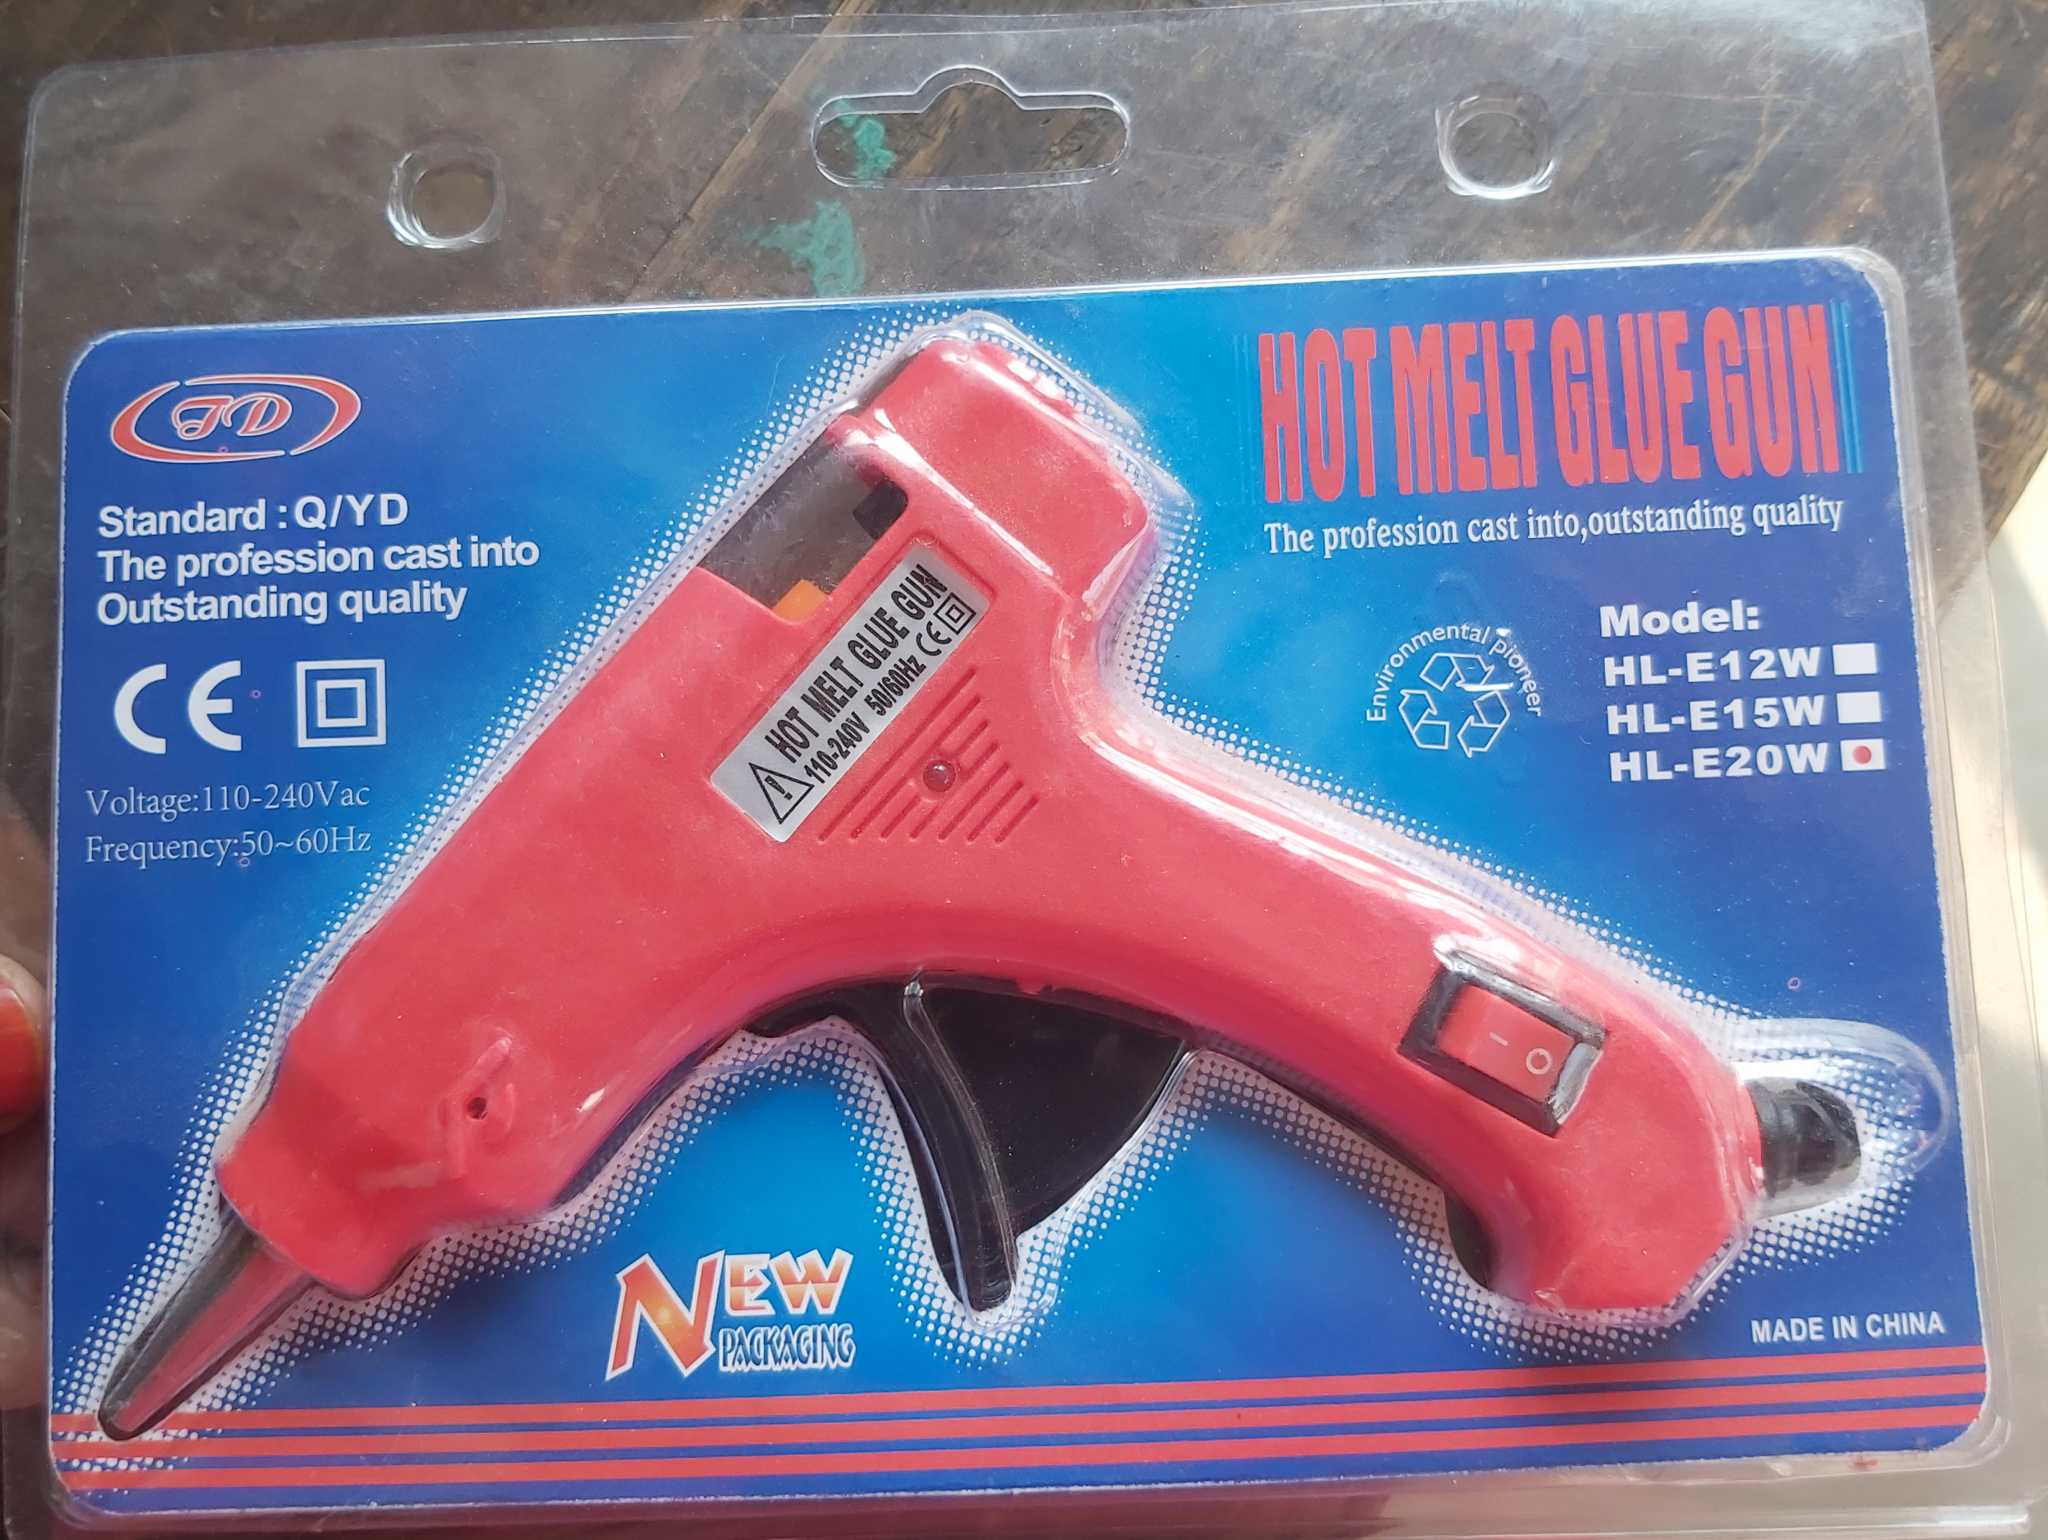 JD
Standard : Q/YD
The profession cast into
Outstanding quality
CE
Voltage:110-240Vac
Frequency:50~60Hz
HOT MELT GLUE GUN
110-240V 50/60Hz CE
HOT MELT GLUE GUN
The profession cast into,outstanding quality
Environmental pioneer
Model:
HL-E12W
HL-E15W
HL-E20W
NEW
PACKAGING
MADE IN CHINA